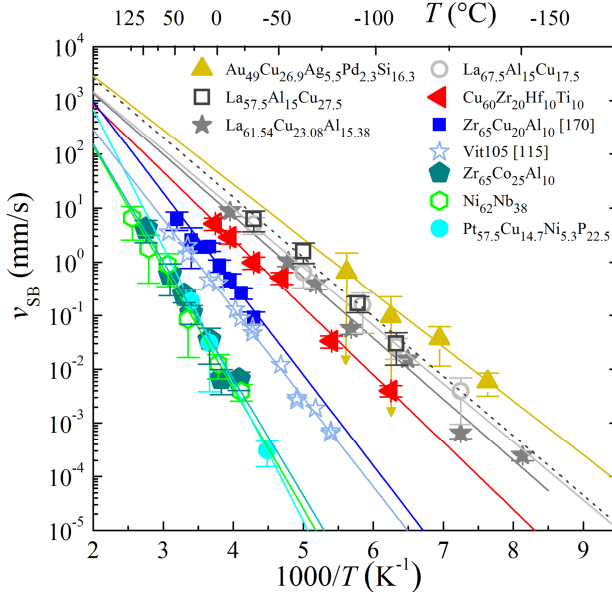 125 50 0 -50 -100 -150
T (°C)
10⁴
10³
10²
10¹
10⁰
10⁻¹
10⁻²
10⁻³
10⁻⁴
10⁻⁵
v_SB (mm/s)
Au₄₉Cu₂₆.₉Ag₅.₅Pd₂.₃Si₁₆.₃
La₅₇.₅Al₁₅Cu₂₇.₅
La₆₁.₅₄Cu₂₃.₀₈Al₁₅.₃₈
La₆₇.₅Al₁₅Cu₁₇.₅
Cu₆₀Zr₂₀Hf₁₀Ti₁₀
Zr₆₅Cu₂₀Al₁₀ [170]
Vit105 [115]
Zr₆₅Co₂₅Al₁₀
Ni₆₂Nb₃₈
Pt₅₇.₅Cu₁₄.₇Ni₅.₃P₂₂.₅
2 3 4 5 6 7 8 9
1000/T (K⁻¹)